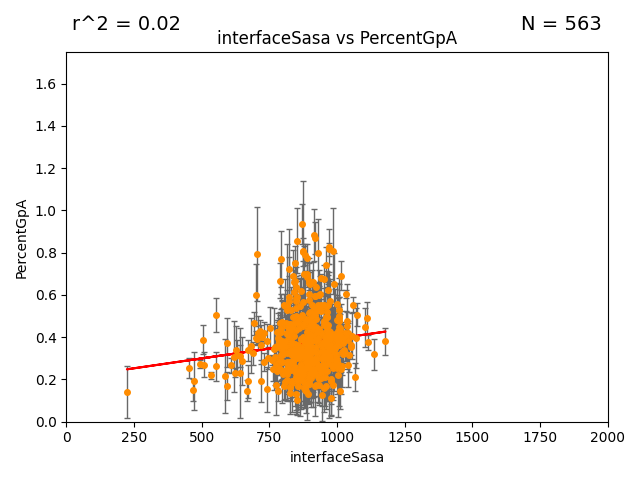 r^2 = 0.02
N = 563
interfaceSasa vs PercentGpA
PercentGpA
1.6
1.4
1.2
1.0
0.8
0.6
0.4
0.2
0.0
0 250 500 750 1000 1250 1500 1750 2000
interfaceSasa